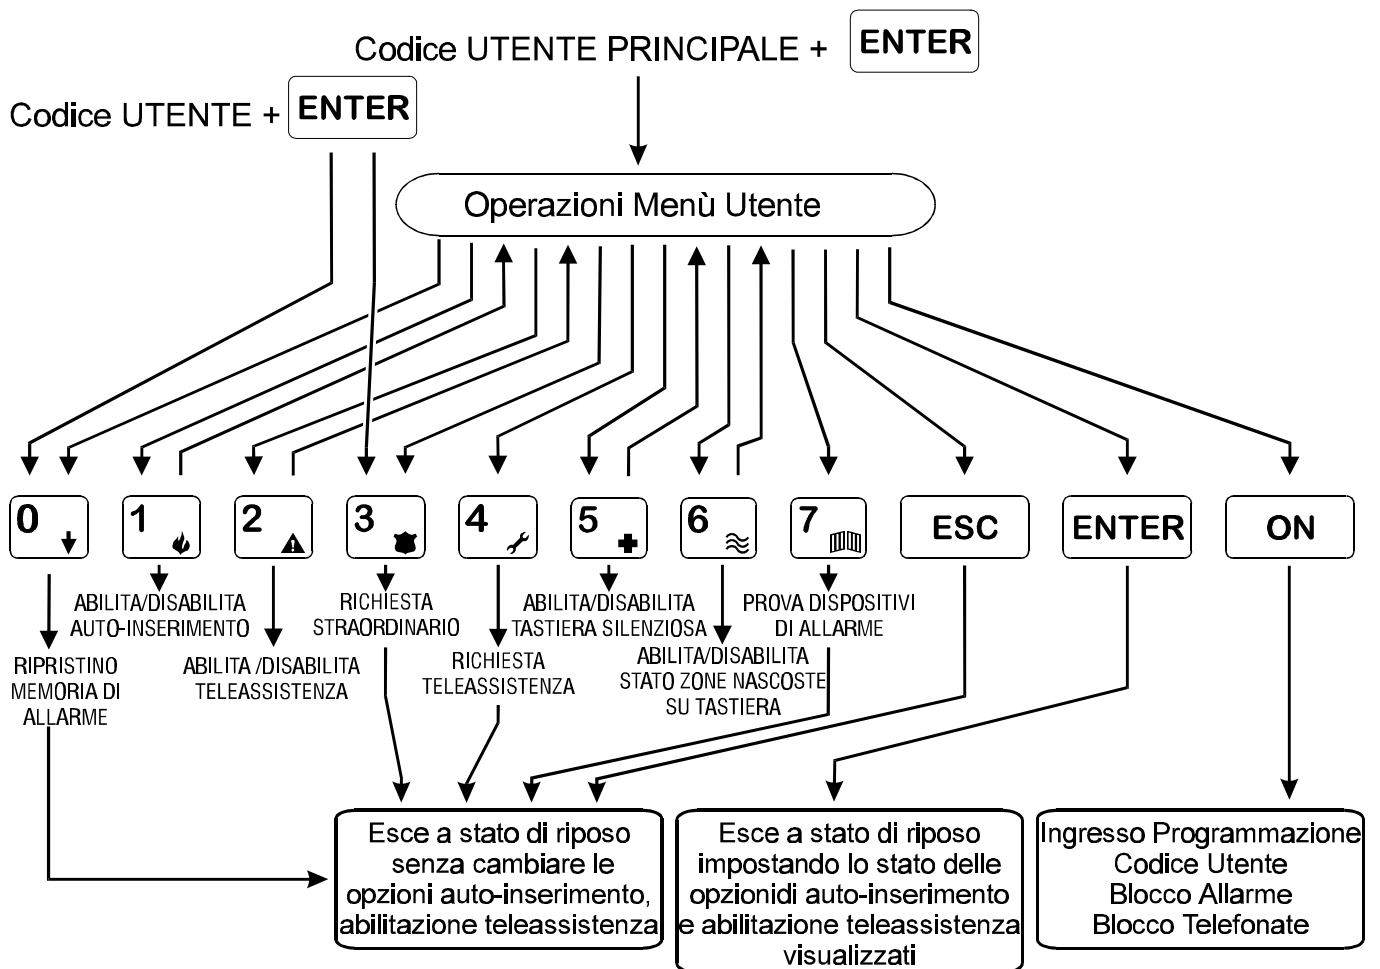 Codice UTENTE PRINCIPALE + ENTER
Codice UTENTE + ENTER
Operazioni Menù Utente
0
1
2
3
4
5
6
7
ESC
ENTER
ON
RIPRISTINO
MEMORIA DI
ALLARME
ABILITA/DISABILITA
AUTO-INSERIMENTO
ABILITA /DISABILITA
TELEASSISTENZA
RICHIESTA
STRAORDINARIO
RICHIESTA
TELEASSISTENZA
ABILITA/DISABILITA
TASTIERA SILENZIOSA
ABILITA/DISABILITA
STATO ZONE NASCOSTE
SU TASTIERA
PROVA DISPOSITIVI
DI ALLARME
Esce a stato di riposo
senza cambiare le
opzioni auto-inserimento,
abilitazione teleassistenza
Esce a stato di riposo
impostando lo stato delle
opzionidi auto-inserimento
e abilitazione teleassistenza
visualizzati
Ingresso Programmazione
Codice Utente
Blocco Allarme
Blocco Telefonate